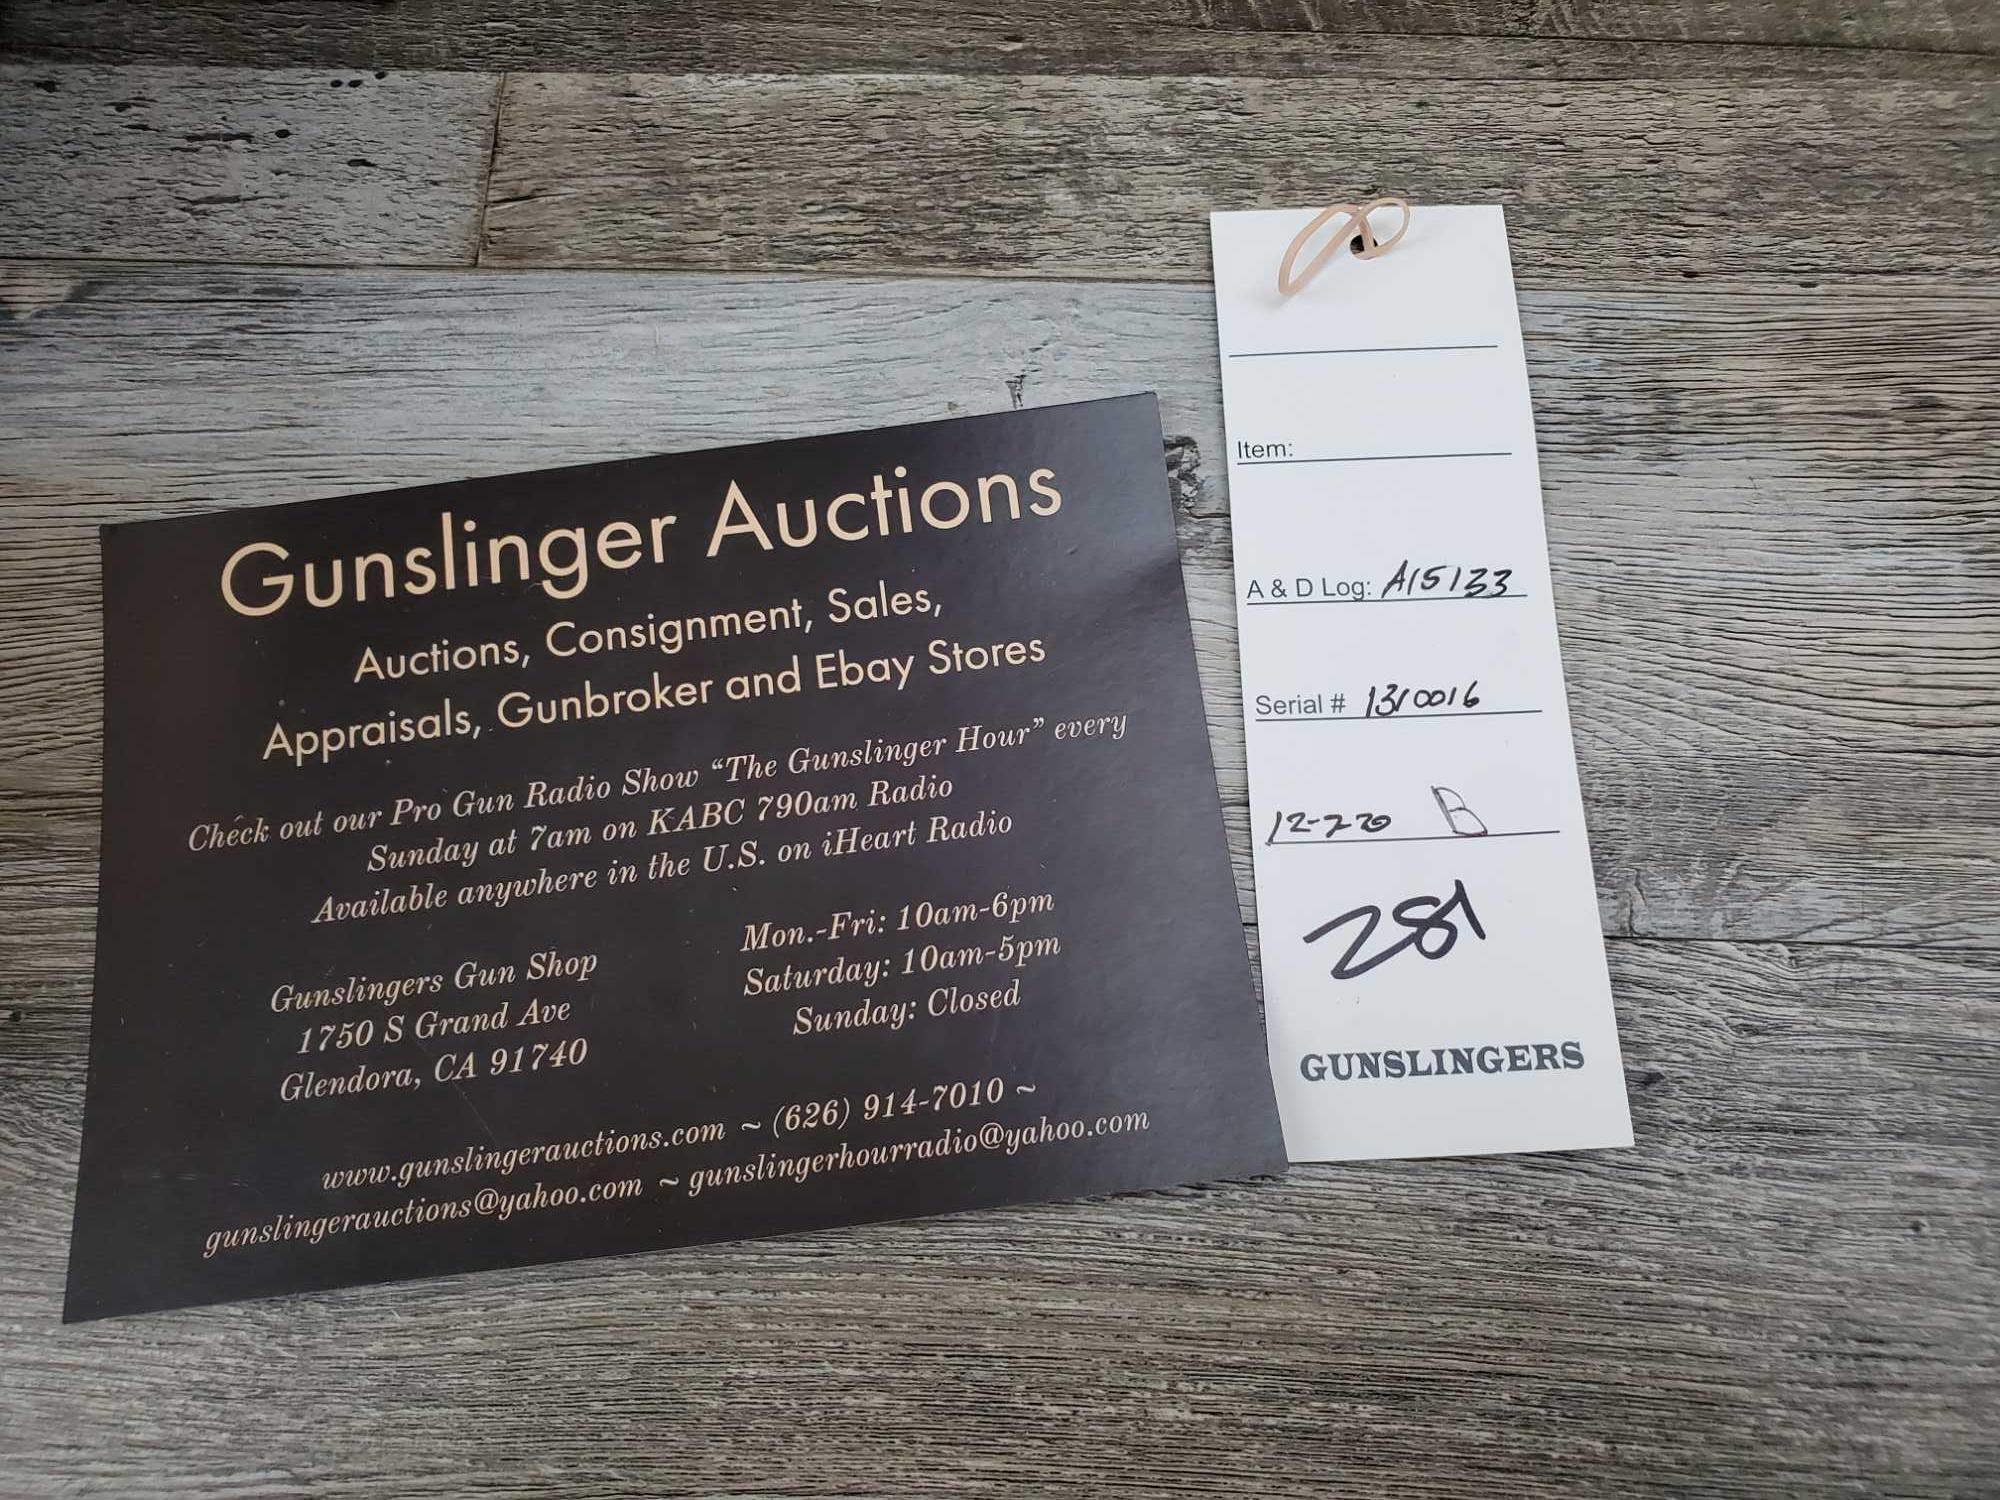 Gunslinger Auctions
Auctions, Consignment, Sales,
Appraisals, Gunbroker and Ebay Stores
Check out our Pro Gun Radio Show “The Gunslinger Hour” every
Sunday at 7am on KABC 790am Radio
Available anywhere in the U.S. on iHeart Radio
Gunslingers Gun Shop
1750 S Grand Ave
Glendora, CA 91740
Mon.-Fri: 10am-6pm
Saturday: 10am-5pm
Sunday: Closed
www.gunslingerauctions.com ~ (626) 914-7010 ~
gunslingerauctions@yahoo.com ~ gunslingerhourradio@yahoo.com
Item:
A & D Log: A15133
Serial # 1310016
12-7-20 B
281
GUNSLINGERS